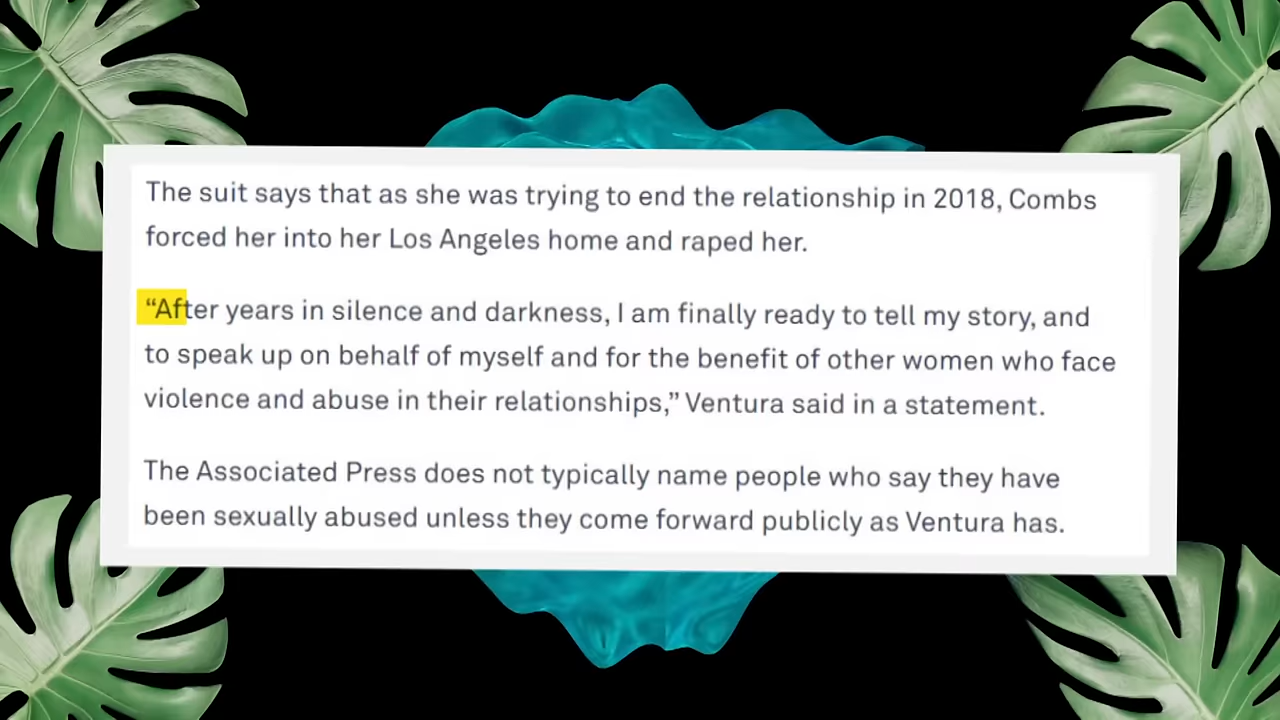 The suit says that as she was trying to end the relationship in 2018, Combs
forced her into her Los Angeles home and raped her.
“After years in silence and darkness, I am finally ready to tell my story, and
to speak up on behalf of myself and for the benefit of other women who face
violence and abuse in their relationships,” Ventura said in a statement.
The Associated Press does not typically name people who say they have
been sexually abused unless they come forward publicly as Ventura has.